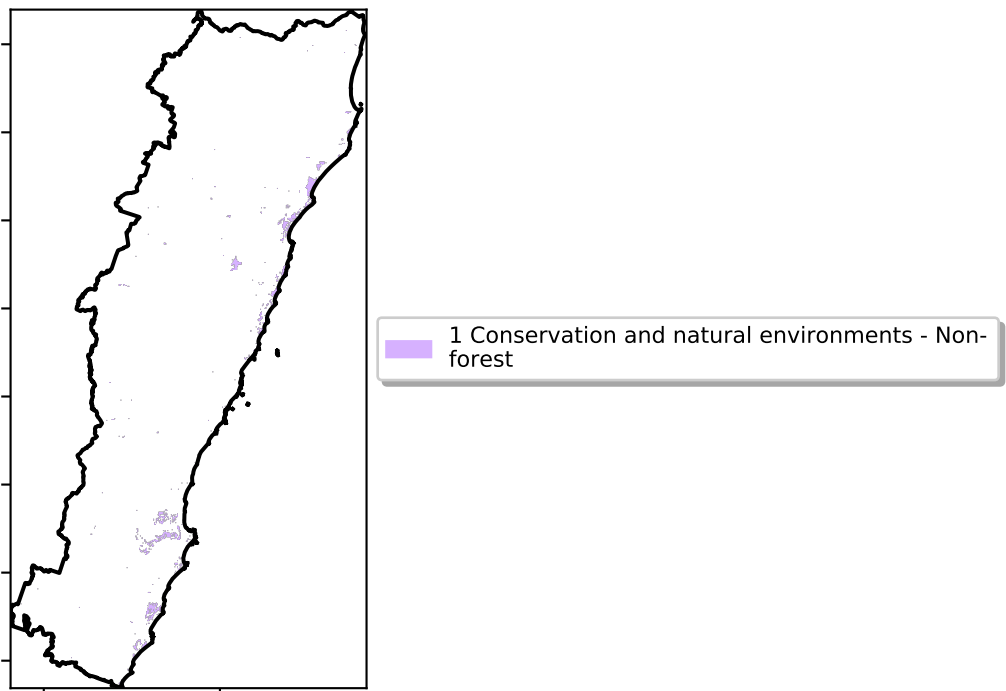 1 Conservation and natural environments - Non-
forest